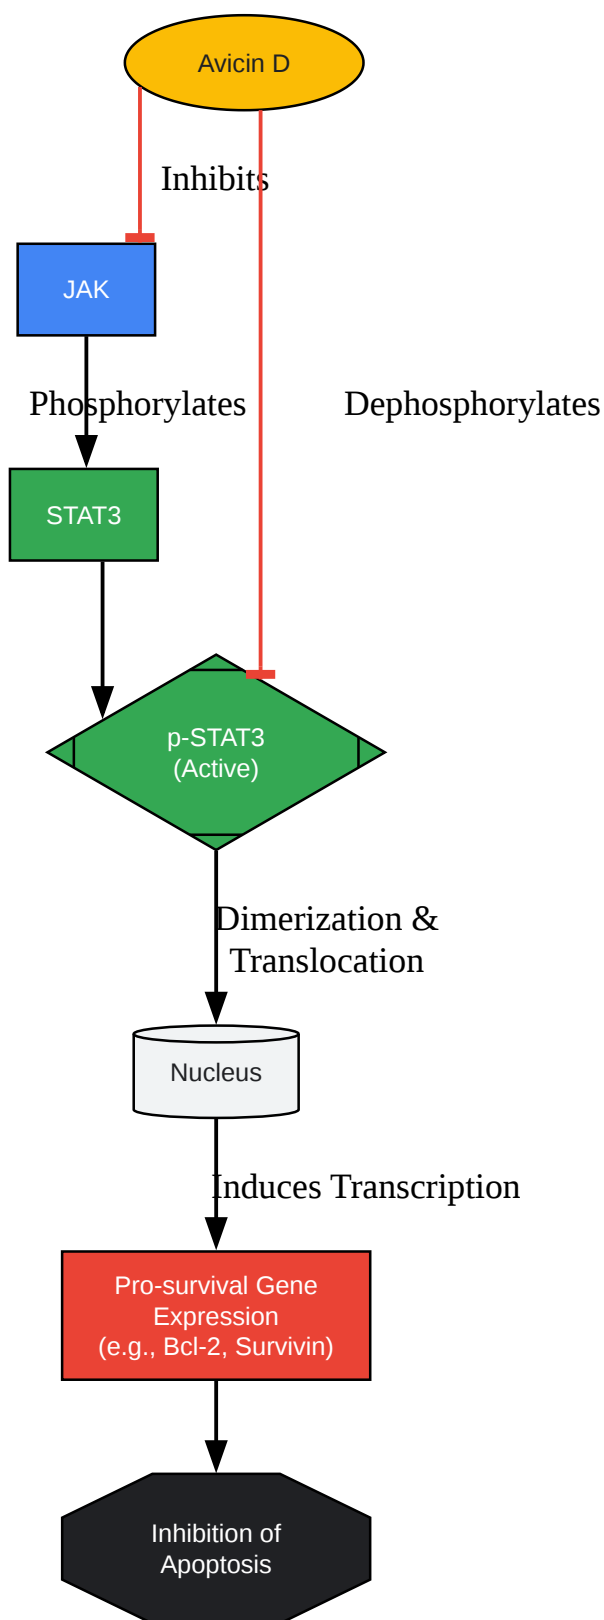 Avicin D
Inhibits
JAK
Phosphorylates
Dephosphorylates
STAT3
p-STAT3
(Active)
Dimerization &
Translocation
Nucleus
Induces Transcription
Pro-survival Gene
Expression
(e.g., Bcl-2, Survivin)
Inhibition of
Apoptosis